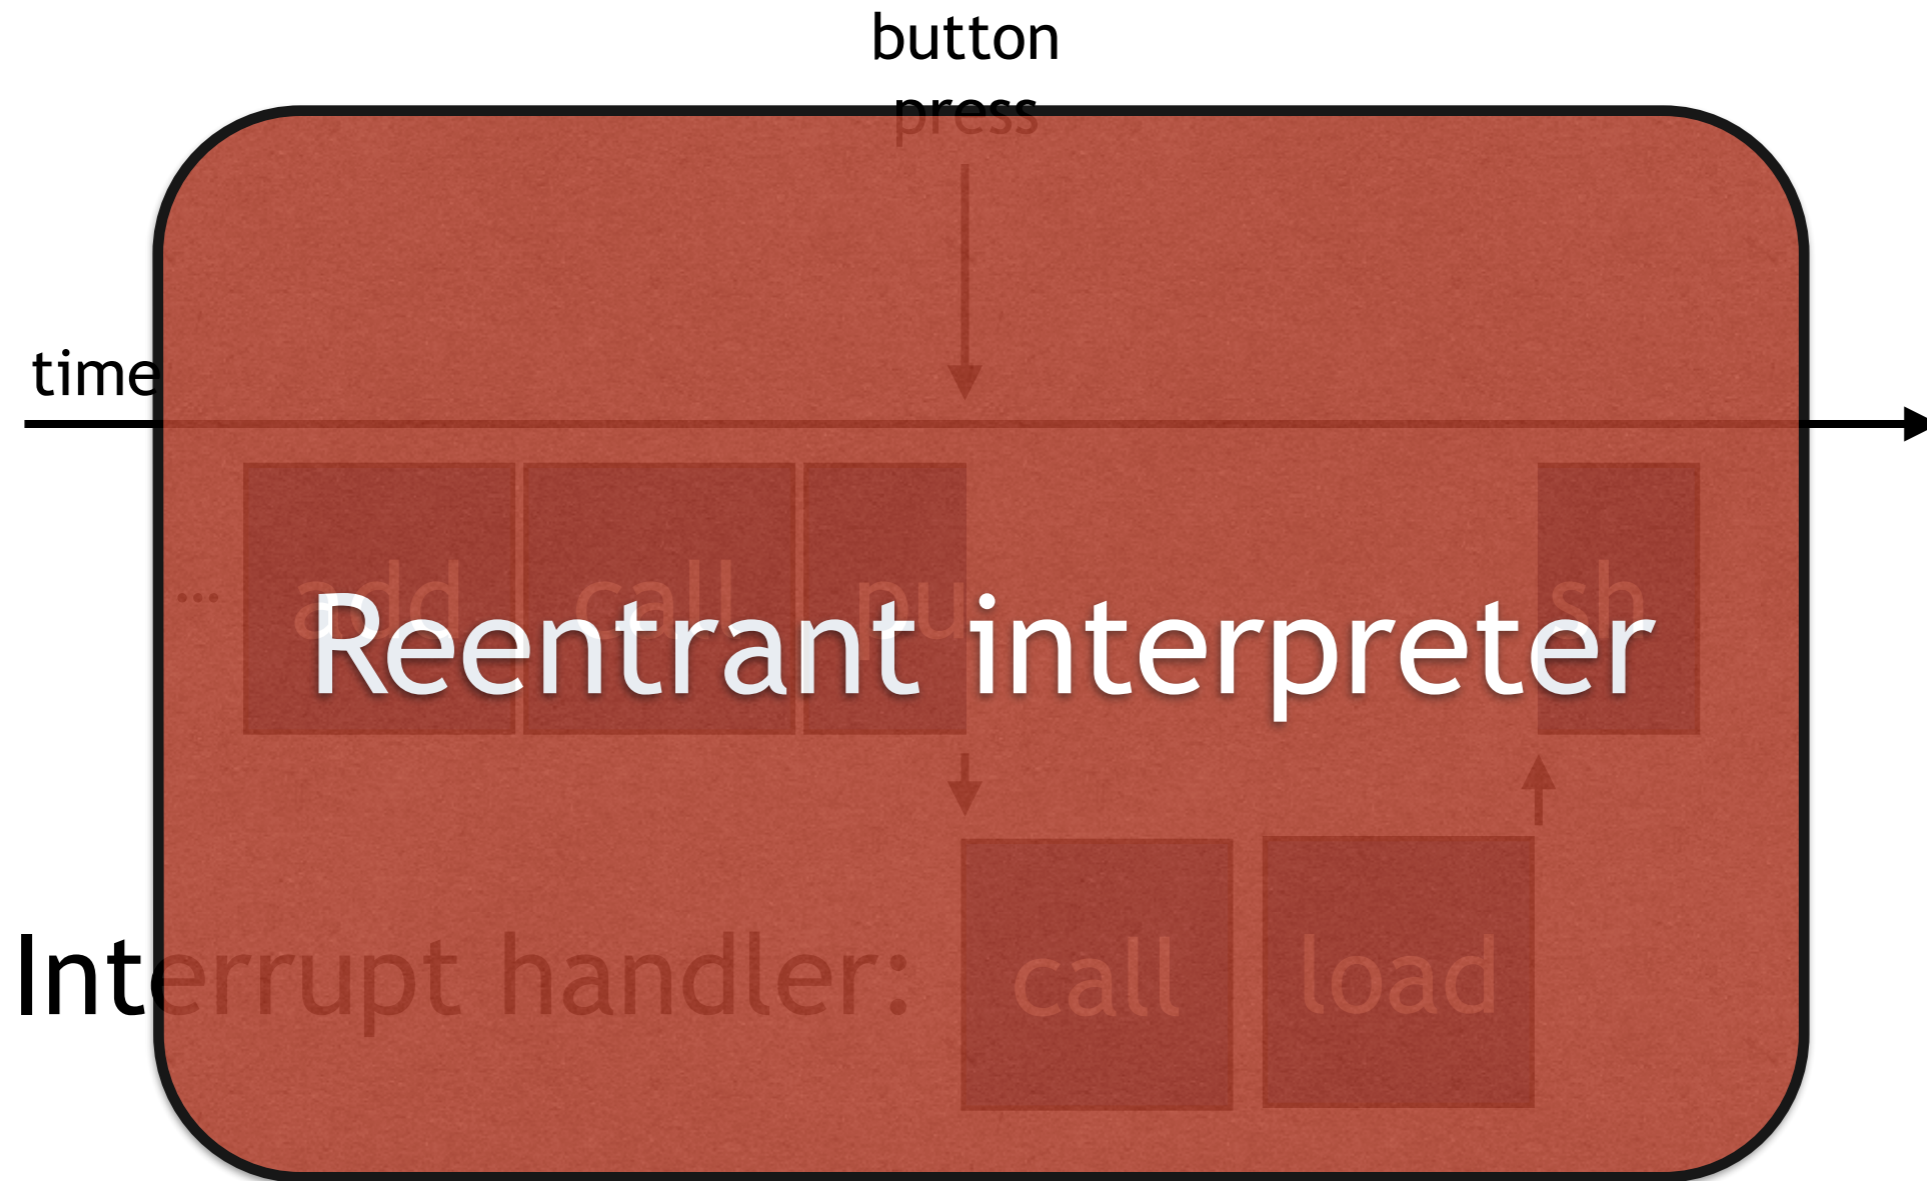 button
press
time
... add call pu sh
Reentrant interpreter
Interrupt handler:
call load